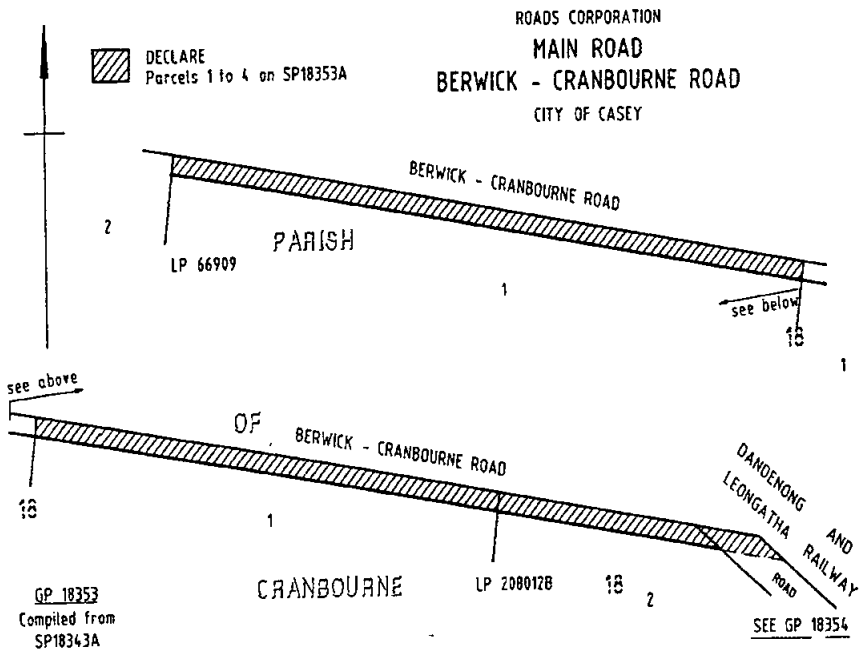 ROADS CORPORATION
MAIN ROAD
BERWICK - CRANBOURNE ROAD
CITY OF CASEY
DECLARE
Parcels 1 to 4 on SP18353A
BERWICK - CRANBOURNE ROAD
2
PARISH
LP 66909
1
see below
18
1
see above
OF
BERWICK - CRANBOURNE ROAD
18
1
DANDENONG AND
LEONGATHA RAILWAY
CRANBOURNE
LP 208012B
18
2
ROAD
GP 18353
Compiled from
SP18343A
SEE GP 18354